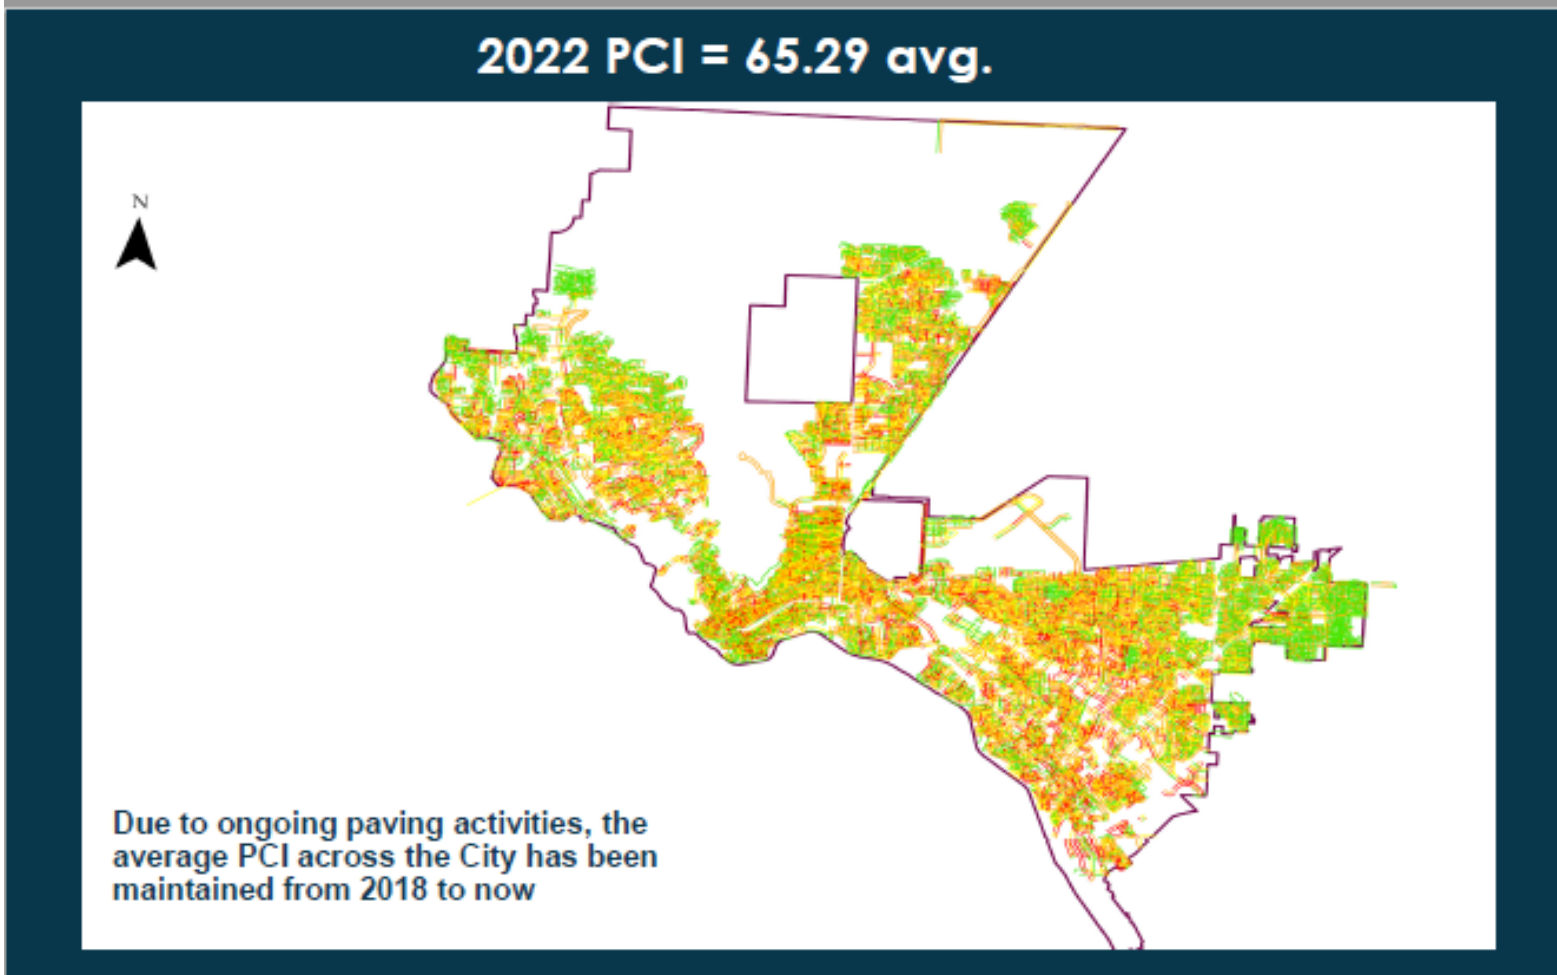 2022 PCI = 65.29 avg.
N
Due to ongoing paving activities, the
average PCI across the City has been
maintained from 2018 to now